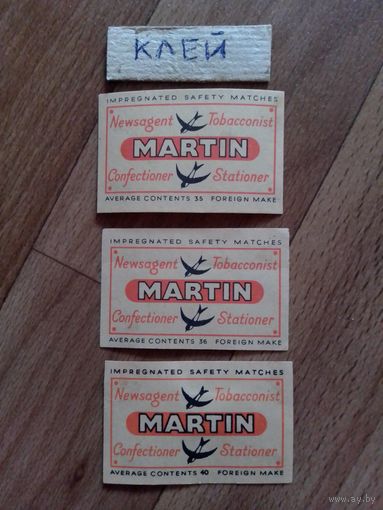 КЛЕЙ
IMPREGNATED SAFETY MATCHES
Newsagent Tobacconist
MARTIN
Confectioner Stationer
AVERAGE CONTENTS 35 FOREIGN MAKE
IMPREGNATED SAFETY MATCHES
Newsagent Tobacconist
MARTIN
Confectioner Stationer
AVERAGE CONTENTS 36 FOREIGN MAKE
IMPREGNATED SAFETY MATCHES
Newsagent Tobacconist
MARTIN
Confectioner Stationer
AVERAGE CONTENTS 40 FOREIGN MAKE
www.ay.by